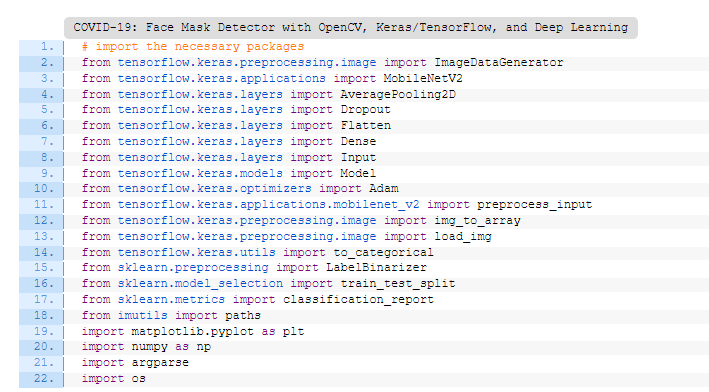 COVID-19: Face Mask Detector with OpenCV, Keras/TensorFlow, and Deep Learning
1. # import the necessary packages
2. from tensorflow.keras.preprocessing.image import ImageDataGenerator
3. from tensorflow.keras.applications import MobileNetV2
4. from tensorflow.keras.layers import AveragePooling2D
5. from tensorflow.keras.layers import Dropout
6. from tensorflow.keras.layers import Flatten
7. from tensorflow.keras.layers import Dense
8. from tensorflow.keras.layers import Input
9. from tensorflow.keras.models import Model
10. from tensorflow.keras.optimizers import Adam
11. from tensorflow.keras.applications.mobilenet_v2 import preprocess_input
12. from tensorflow.keras.preprocessing.image import img_to_array
13. from tensorflow.keras.preprocessing.image import load_img
14. from tensorflow.keras.utils import to_categorical
15. from sklearn.preprocessing import LabelBinarizer
16. from sklearn.model_selection import train_test_split
17. from sklearn.metrics import classification_report
18. from imutils import paths
19. import matplotlib.pyplot as plt
20. import numpy as np
21. import argparse
22. import os